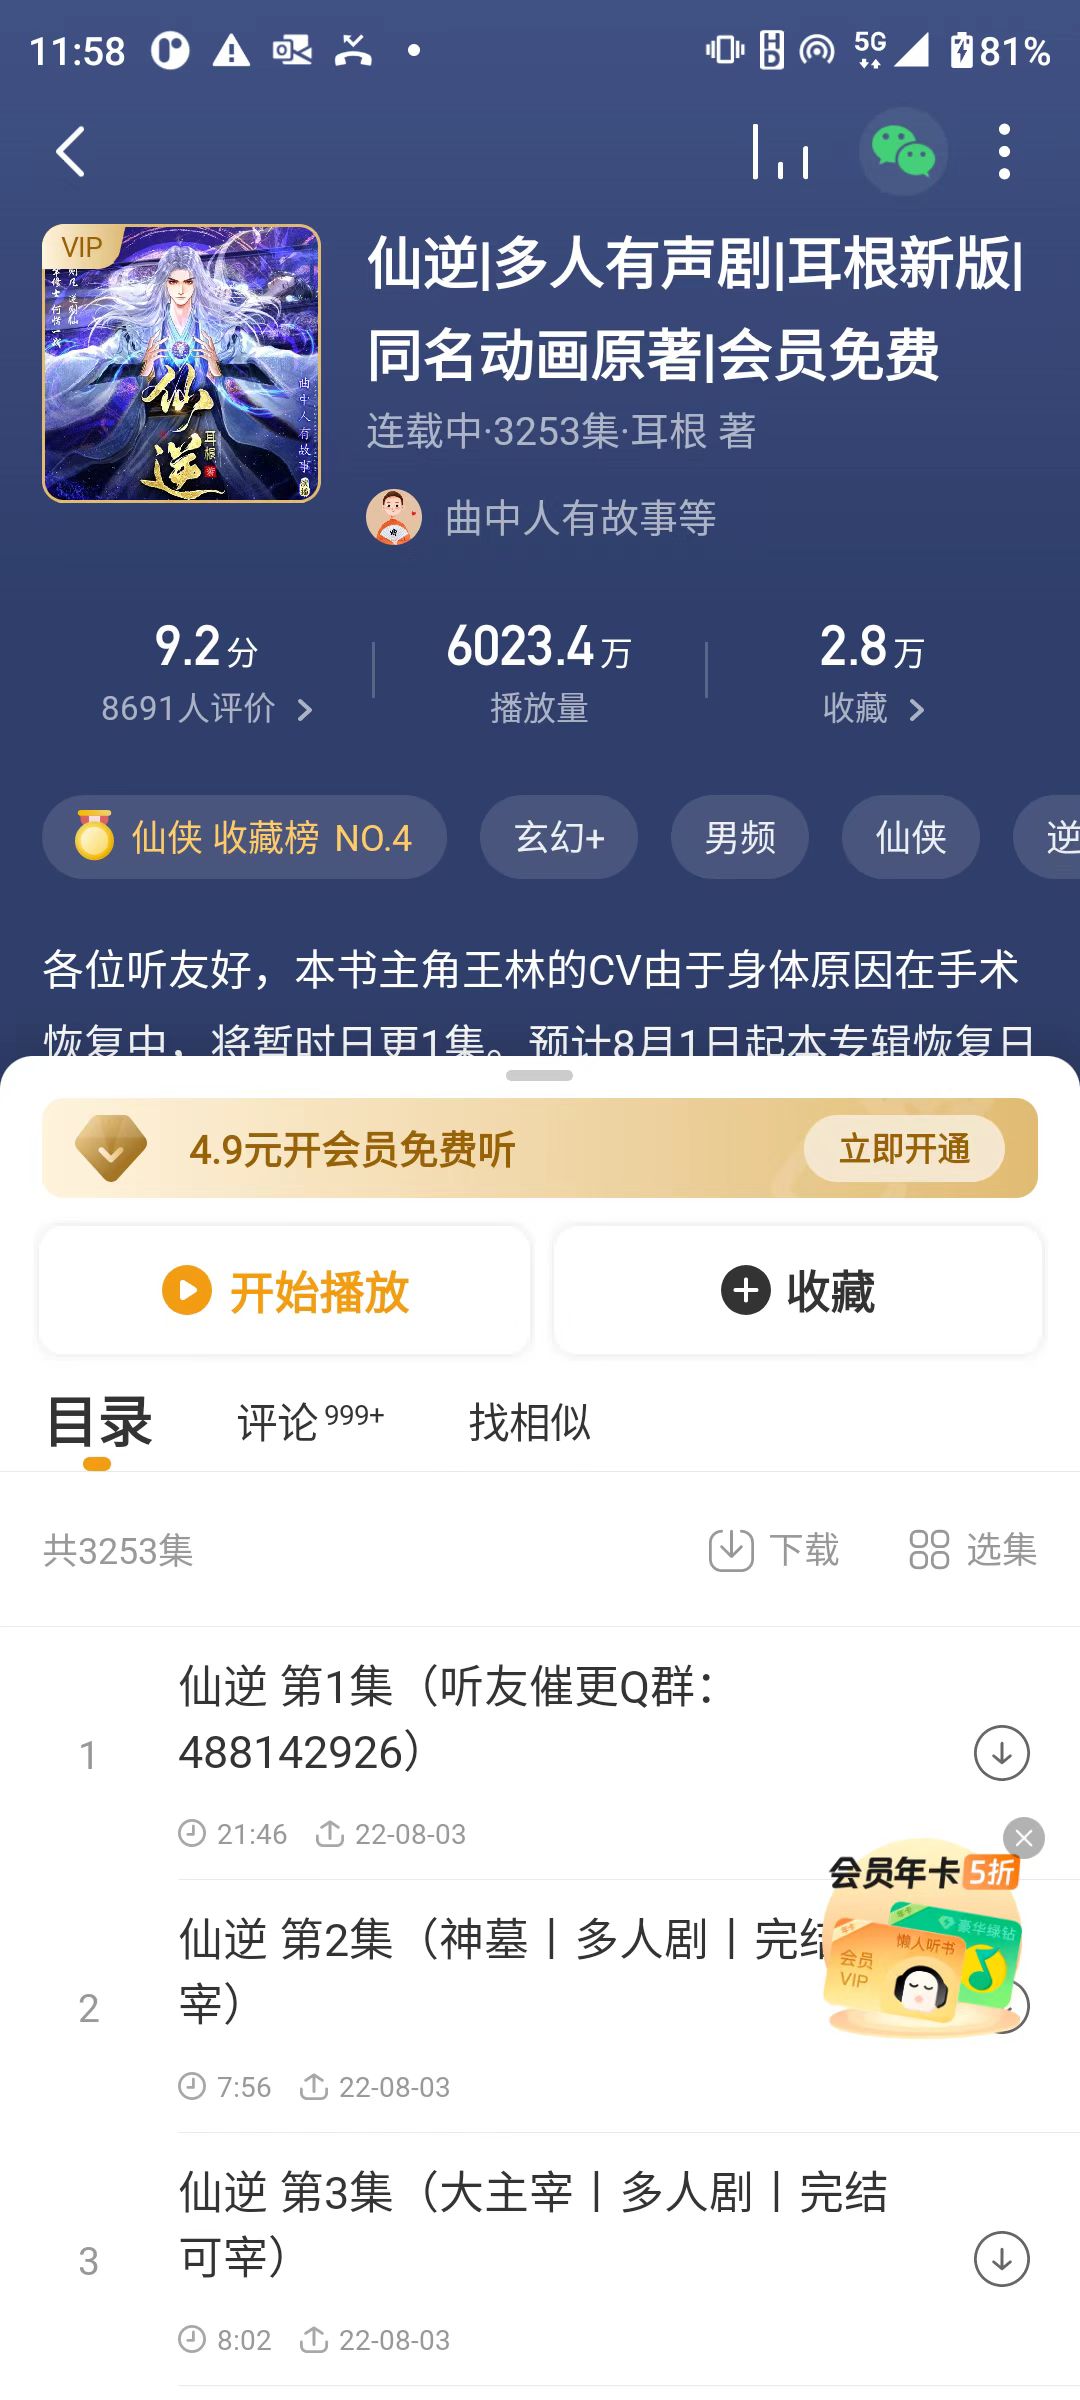 11:58
5G
81%
VIP
仙逆|多人有声剧|耳根新版|
同名动画原著|会员免费
连载中·3253集·耳根 著
仙逆
耳根
著
曲中人有故事
曲中人有故事等
9.2分
6023.4万
2.8万
8691人评价
播放量
收藏
仙侠 收藏榜 NO.4
玄幻+
男频
仙侠
逆
各位听友好，本书主角王林的CV由于身体原因在手术
恢复中，将暂时日更1集。预计8月1日起本专辑恢复日
4.9元开会员免费听
立即开通
开始播放
收藏
目录
评论 999+
找相似
共3253集
下载
选集
仙逆 第1集（听友催更Q群：
488142926）
1
21:46
22-08-03
会员年卡5折
豪华绿钻
年卡
懒人听书
年卡
会员
VIP
仙逆 第2集（神墓丨多人剧丨完结
宰）
2
7:56
22-08-03
仙逆 第3集（大主宰丨多人剧丨完结
可宰）
3
8:02
22-08-03